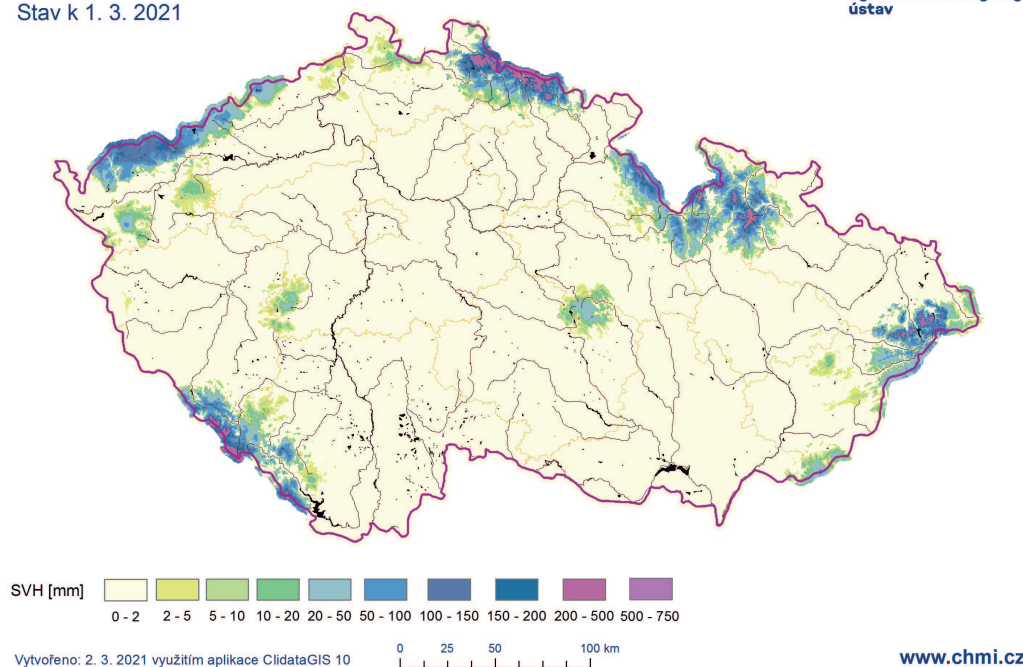 Stav k 1. 3. 2021
ústav
SVH [mm]
0 - 2 2 - 5 5 - 10 10 - 20 20 - 50 50 - 100 100 - 150 150 - 200 200 - 500 500 - 750
0 25 50 100 km
Vytvořeno: 2. 3. 2021 využitím aplikace ClidataGIS 10
www.chmi.cz